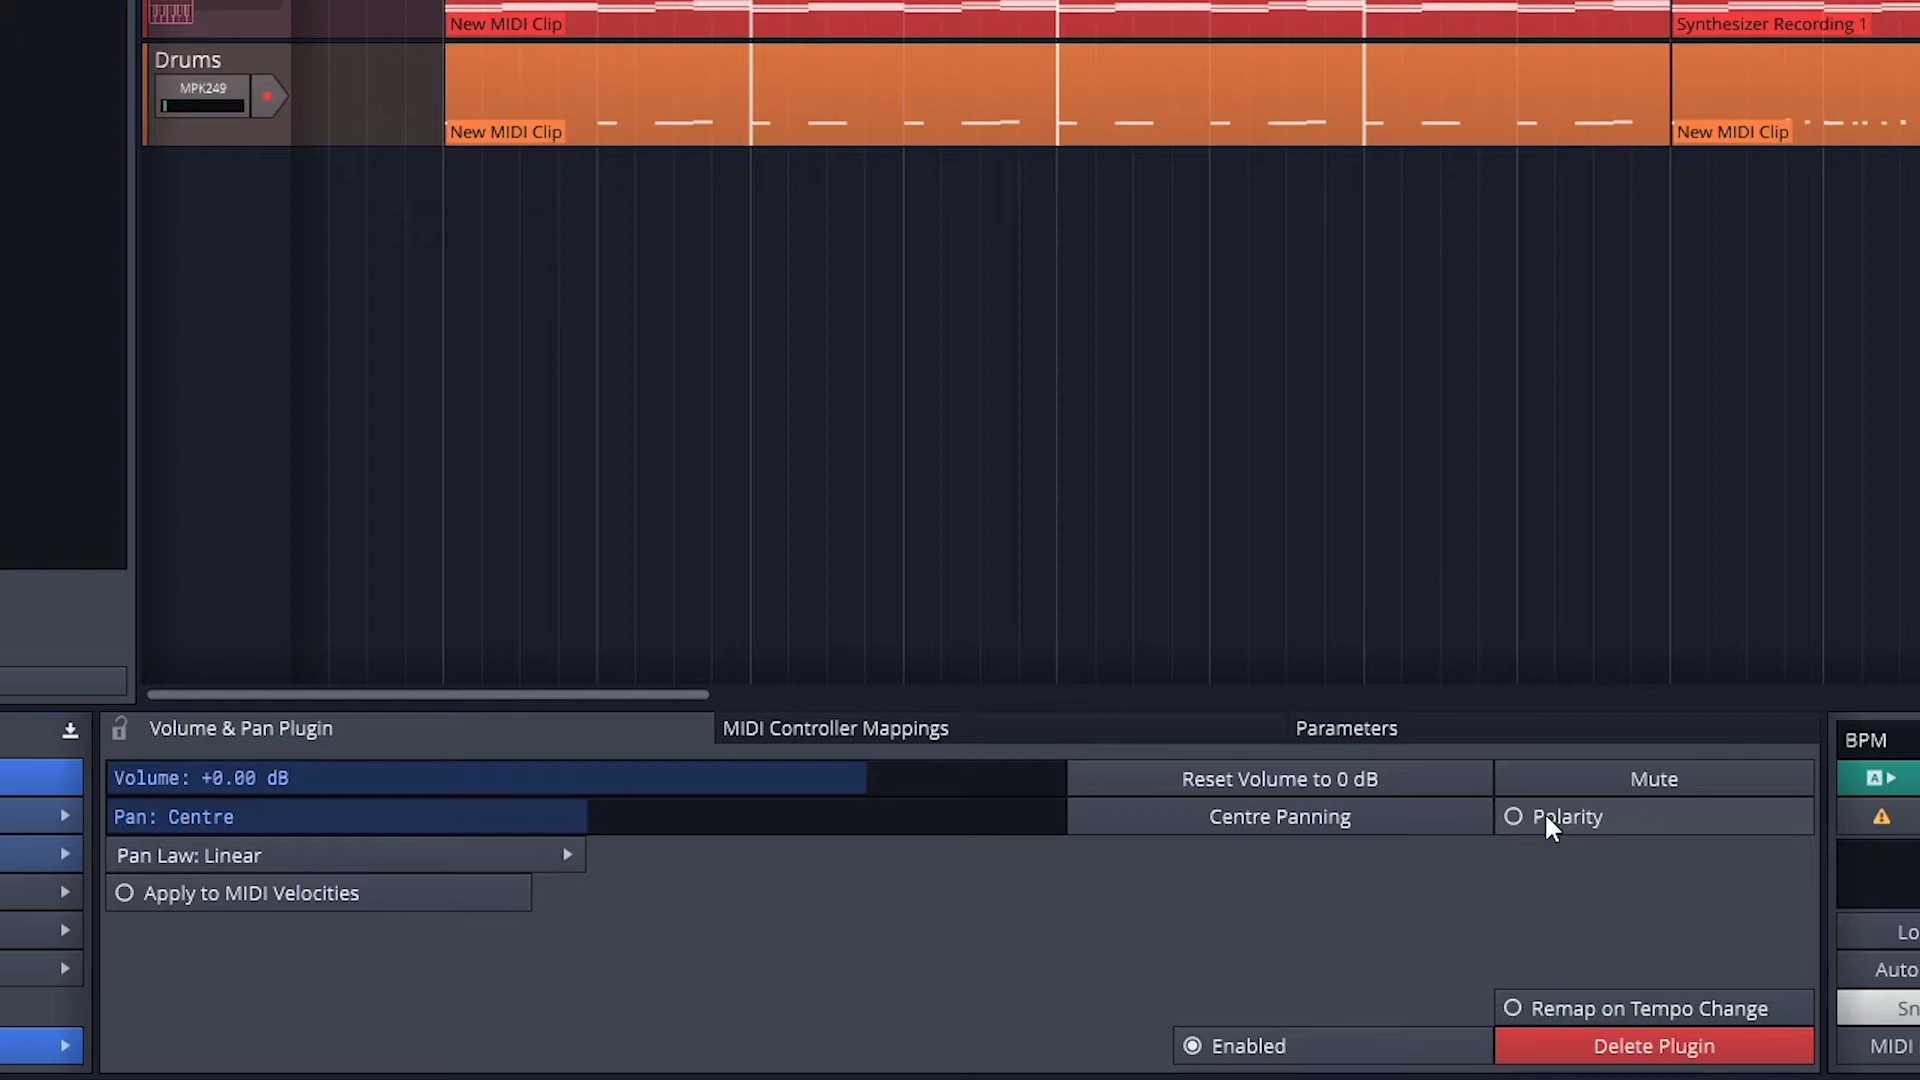 New MIDI Clip
Synthesizer Recording 1
Drums
MPK249
New MIDI Clip
New MIDI Clip
Volume & Pan Plugin
MIDI Controller Mappings
Parameters
BPM
Volume: +0.00 dB
Reset Volume to 0 dB
Mute
A
Pan: Centre
Centre Panning
Polarity
Pan Law: Linear
Apply to MIDI Velocities
Lo
Auto
Remap on Tempo Change
Sn
Enabled
Delete Plugin
MIDI